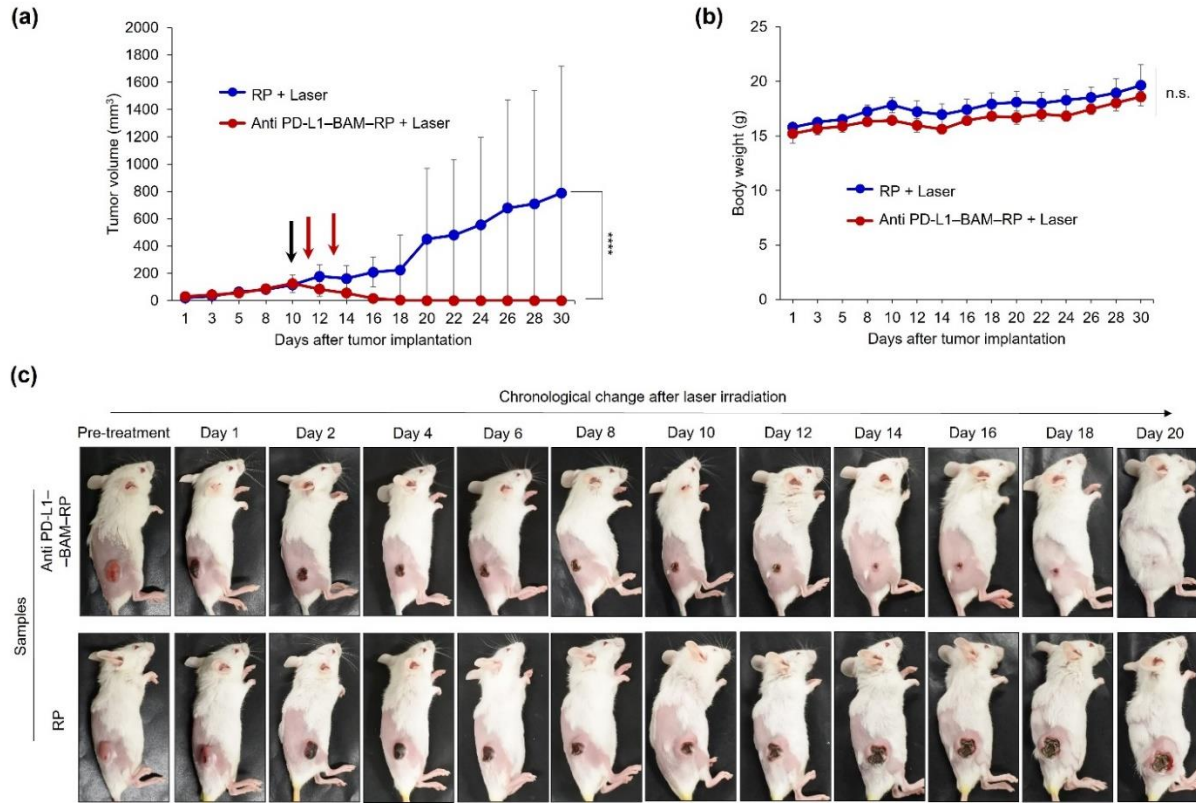 (a)
Tumor volume (mm³)
2000
1800
1600
1400
1200
1000
800
600
400
200
0
RP + Laser
Anti PD-L1–BAM–RP + Laser
****
1 3 5 8 10 12 14 16 18 20 22 24 26 28 30
Days after tumor implantation
(b)
Body weight (g)
25
20
15
10
5
0
n.s.
RP + Laser
Anti PD-L1–BAM–RP + Laser
1 3 5 8 10 12 14 16 18 20 22 24 26 28 30
Days after tumor implantation
(c)
Chronological change after laser irradiation
Pre-treatment Day 1 Day 2 Day 4 Day 6 Day 8 Day 10 Day 12 Day 14 Day 16 Day 18 Day 20
Samples
Anti PD-L1–
–BAM–RP
RP